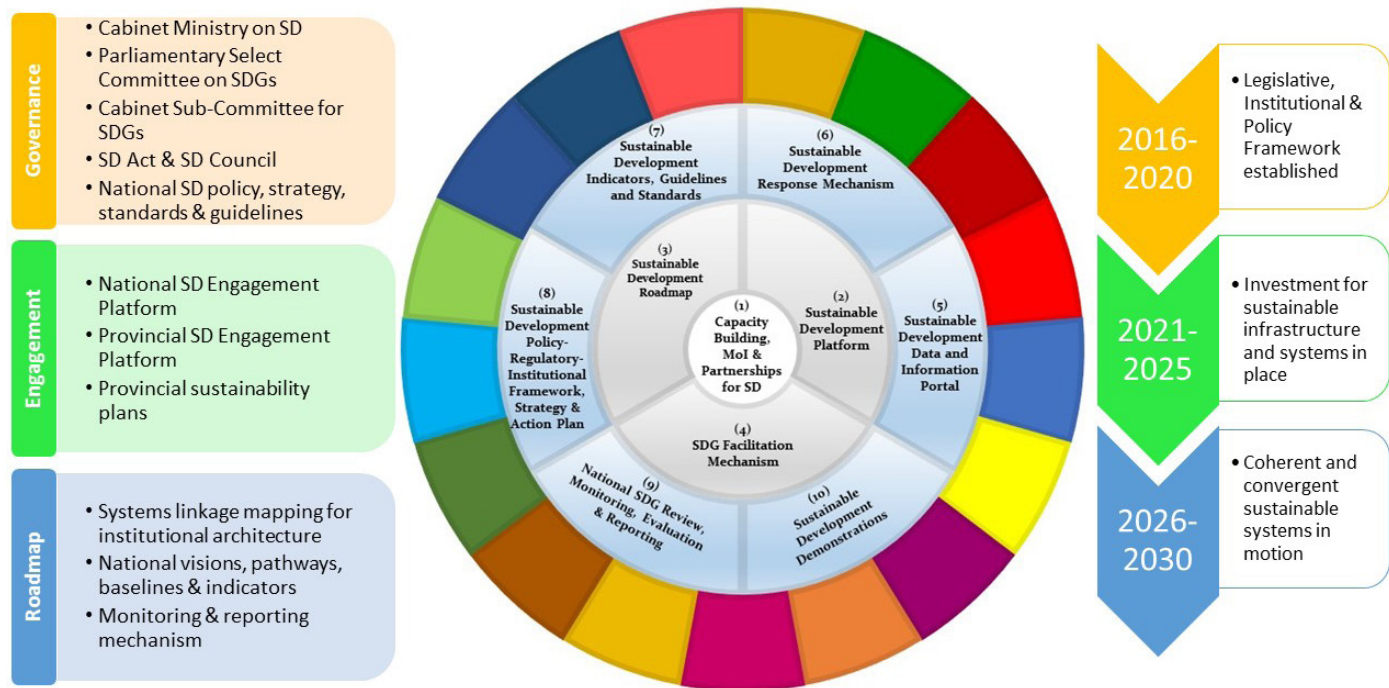 Governance
• Cabinet Ministry on SD
• Parliamentary Select
Committee on SDGs
• Cabinet Sub-Committee for
SDGs
• SD Act & SD Council
• National SD policy, strategy,
standards & guidelines
Engagement
• National SD Engagement
Platform
• Provincial SD Engagement
Platform
• Provincial sustainability
plans
Roadmap
• Systems linkage mapping for
institutional architecture
• National visions, pathways,
baselines & indicators
• Monitoring & reporting
mechanism
(1)
Capacity
Building,
MoI &
Partnerships
for SD
(2)
Sustainable
Development
Platform
(3)
Sustainable
Development
Roadmap
(4)
SDG Facilitation
Mechanism
(5)
Sustainable
Development
Data and
Information
Portal
(6)
Sustainable
Development
Response Mechanism
(7)
Sustainable
Development
Indicators, Guidelines
and Standards
(8)
Sustainable
Development
Policy-
Regulatory-
Institutional
Framework,
Strategy &
Action Plan
(9)
National SDG Review,
Monitoring, Evaluation
& Reporting
(10)
Sustainable
Development
Demonstrations
2016-
2020
• Legislative,
Institutional &
Policy
Framework
established
2021-
2025
• Investment for
sustainable
infrastructure
and systems in
place
2026-
2030
• Coherent and
convergent
sustainable
systems in
motion